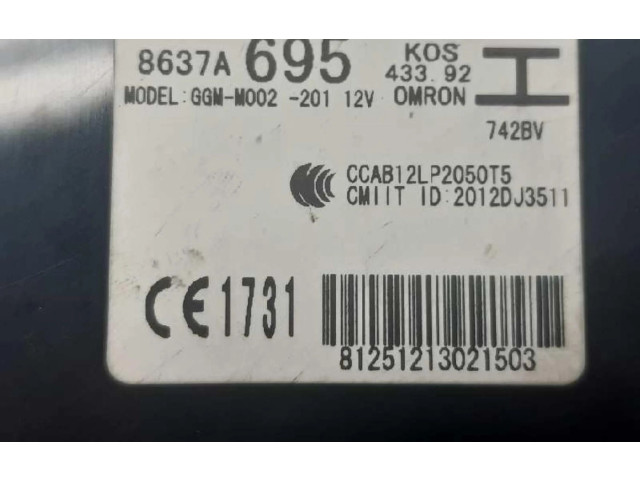 8637A 695 KOS
433.92
MODEL:GGM-M002 -201 12V OMRON
742BV
CCAB12LP2050T5
CMIIT ID:2012DJ3511
CE1731
81251213021503